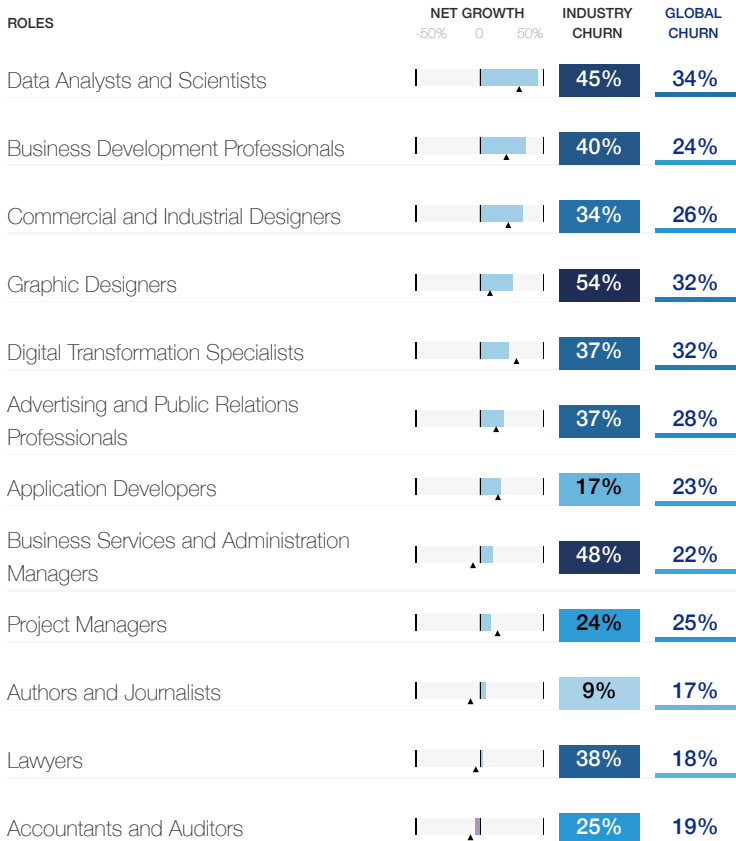 ROLES
NET GROWTH
-50% 0 50%
INDUSTRY
CHURN
GLOBAL
CHURN
Data Analysts and Scientists 45% 34%
Business Development Professionals 40% 24%
Commercial and Industrial Designers 34% 26%
Graphic Designers 54% 32%
Digital Transformation Specialists 37% 32%
Advertising and Public Relations
Professionals 37% 28%
Application Developers 17% 23%
Business Services and Administration
Managers 48% 22%
Project Managers 24% 25%
Authors and Journalists 9% 17%
Lawyers 38% 18%
Accountants and Auditors 25% 19%